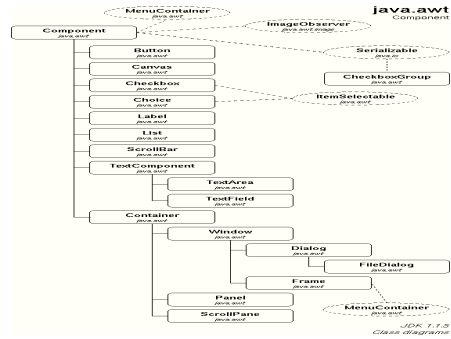 MenuContainer
java.awt
java.awt
Component
ImageObserver
java.awt.image
Component
java.awt
Serializable
java.io
Button
java.awt
CheckboxGroup
java.awt
Canvas
java.awt
Checkbox
java.awt
ItemSelectable
java.awt
Choice
java.awt
Label
java.awt
List
java.awt
ScrollBar
java.awt
TextComponent
java.awt
TextArea
java.awt
TextField
java.awt
Container
java.awt
Window
java.awt
Dialog
java.awt
FileDialog
java.awt
Frame
java.awt
Panel
java.awt
MenuContainer
java.awt
ScrollPane
java.awt
JDK 1.1.8
Class diagrams